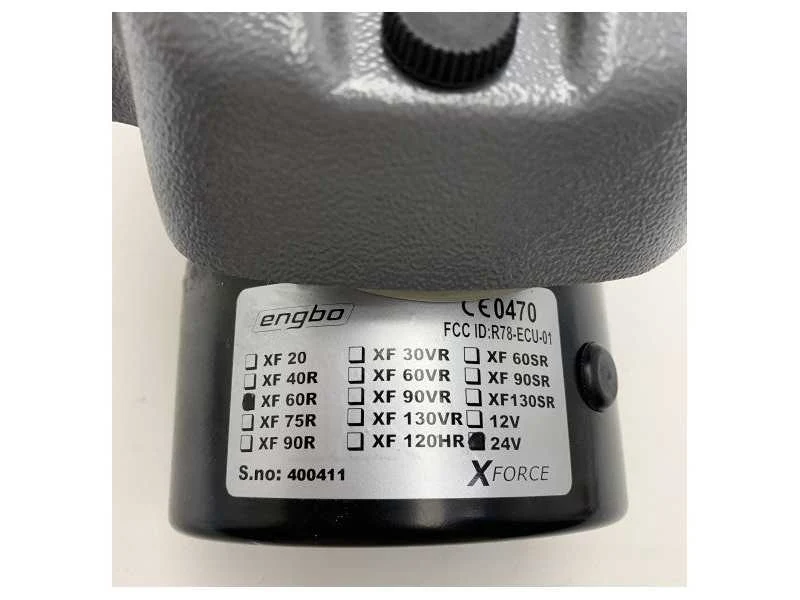 engbo CE0470
FCC ID:R78-ECU-01
XF 20 XF 30VR XF 60SR
XF 40R XF 60VR XF 90SR
XF 60R XF 90VR XF130SR
XF 75R XF 130VR 12V
XF 90R XF 120HR 24V
S.no: 400411 XFORCE